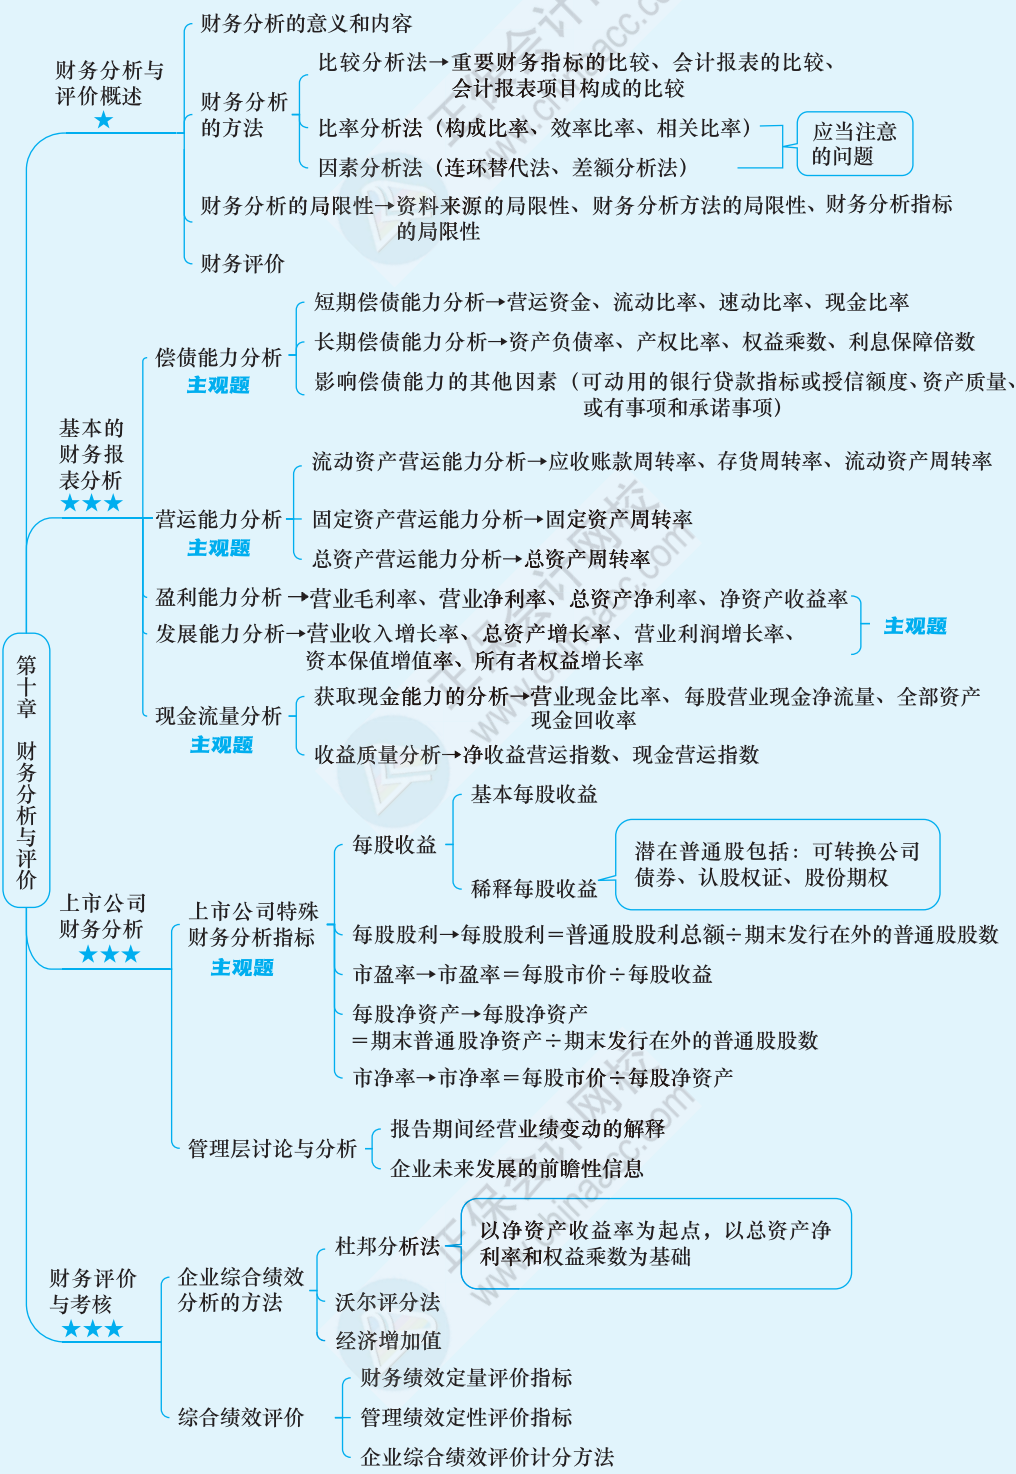 第十章 财务分析与评价
财务分析与
评价概述
★
财务分析的意义和内容
财务分析
的方法
比较分析法→重要财务指标的比较、会计报表的比较、
会计报表项目构成的比较
比率分析法（构成比率、效率比率、相关比率）
因素分析法（连环替代法、差额分析法）
应当注意
的问题
财务分析的局限性→资料来源的局限性、财务分析方法的局限性、财务分析指标
的局限性
财务评价
基本的
财务报
表分析
★★★
偿债能力分析
主观题
短期偿债能力分析→营运资金、流动比率、速动比率、现金比率
长期偿债能力分析→资产负债率、产权比率、权益乘数、利息保障倍数
影响偿债能力的其他因素（可动用的银行贷款指标或授信额度、资产质量、
或有事项和承诺事项）
营运能力分析
主观题
流动资产营运能力分析→应收账款周转率、存货周转率、流动资产周转率
固定资产营运能力分析→固定资产周转率
总资产营运能力分析→总资产周转率
盈利能力分析→营业毛利率、营业净利率、总资产净利率、净资产收益率
发展能力分析→营业收入增长率、总资产增长率、营业利润增长率、
资本保值增值率、所有者权益增长率
主观题
现金流量分析
主观题
获取现金能力的分析→营业现金比率、每股营业现金净流量、全部资产
现金回收率
收益质量分析→净收益营运指数、现金营运指数
上市公司
财务分析
★★★
上市公司特殊
财务分析指标
主观题
每股收益
基本每股收益
稀释每股收益
潜在普通股包括：可转换公司
债券、认股权证、股份期权
每股股利→每股股利＝普通股股利总额÷期末发行在外的普通股股数
市盈率→市盈率＝每股市价÷每股收益
每股净资产→每股净资产
＝期末普通股净资产÷期末发行在外的普通股股数
市净率→市净率＝每股市价÷每股净资产
管理层讨论与分析
报告期间经营业绩变动的解释
企业未来发展的前瞻性信息
财务评价
与考核
★★★
企业综合绩效
分析的方法
杜邦分析法
以净资产收益率为起点，以总资产净
利率和权益乘数为基础
沃尔评分法
经济增加值
综合绩效评价
财务绩效定量评价指标
管理绩效定性评价指标
企业综合绩效评价计分方法
正保会计网校
www.chinaacc.com
正保会计网校
www.chinaacc.com
正保会计网校
www.chinaacc.com